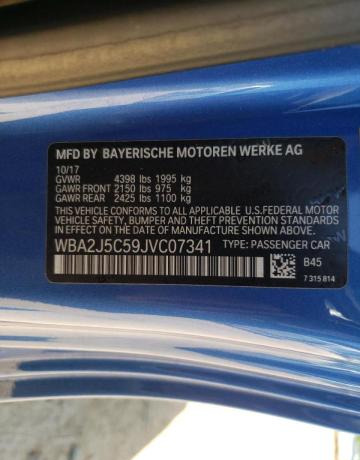 MFD BY BAYERISCHE MOTOREN WERKE AG
10/17
GVWR 4398 lbs 1995 kg
GAWR FRONT 2150 lbs 975 kg
GAWR REAR 2425 lbs 1100 kg
THIS VEHICLE CONFORMS TO ALL APPLICABLE U.S.FEDERAL MOTOR
VEHICLE SAFETY, BUMPER, AND THEFT PREVENTION STANDARDS
IN EFFECT ON THE DATE OF MANUFACTURE SHOWN ABOVE.
WBA2J5C59JVC07341 TYPE: PASSENGER CAR
B45
7 315 814